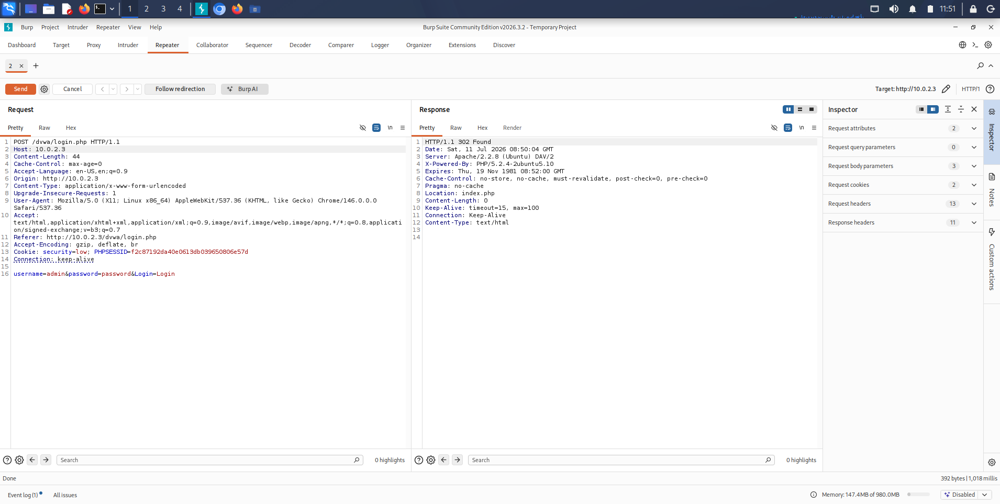 1 2 3 4 11:51
Burp Project Intruder Repeater View Help Burp Suite Community Edition v2026.3.2 - Temporary Project
Dashboard Target Proxy Intruder Repeater Collaborator Sequencer Decoder Comparer Logger Organizer Extensions Discover
2 × +
Send Cancel < > Follow redirection Burp AI Target: http://10.0.2.3 HTTP/1
Request
Pretty Raw Hex \n
1 POST /dvwa/login.php HTTP/1.1
2 Host: 10.0.2.3
3 Content-Length: 44
4 Cache-Control: max-age=0
5 Accept-Language: en-US,en;q=0.9
6 Origin: http://10.0.2.3
7 Content-Type: application/x-www-form-urlencoded
8 Upgrade-Insecure-Requests: 1
9 User-Agent: Mozilla/5.0 (X11; Linux x86_64) AppleWebKit/537.36 (KHTML, like Gecko) Chrome/146.0.0.0
Safari/537.36
10 Accept:
text/html,application/xhtml+xml,application/xml;q=0.9,image/avif,image/webp,image/apng,*/*;q=0.8,applicati
on/signed-exchange;v=b3;q=0.7
11 Referer: http://10.0.2.3/dvwa/login.php
12 Accept-Encoding: gzip, deflate, br
13 Cookie: security=low; PHPSESSID=f2c87192da40e0613db039650806e57d
14 Connection: keep-alive
15
16 username=admin&password=password&Login=Login
Search 0 highlights
Response
Pretty Raw Hex Render \n
1 HTTP/1.1 302 Found
2 Date: Sat, 11 Jul 2026 08:50:04 GMT
3 Server: Apache/2.2.8 (Ubuntu) DAV/2
4 X-Powered-By: PHP/5.2.4-2ubuntu5.10
5 Expires: Thu, 19 Nov 1981 08:52:00 GMT
6 Cache-Control: no-store, no-cache, must-revalidate, post-check=0, pre-check=0
7 Pragma: no-cache
8 Location: index.php
9 Content-Length: 0
10 Keep-Alive: timeout=15, max=100
11 Connection: Keep-Alive
12 Content-Type: text/html
13
14
Search 0 highlights
Inspector
Request attributes 2
Request query parameters 0
Request body parameters 3
Request cookies 2
Request headers 13
Response headers 11
Inspector
Notes
Custom actions
Done 392 bytes | 1,018 millis
Event log (1) All issues Memory: 147.4MB of 980.0MB Disabled